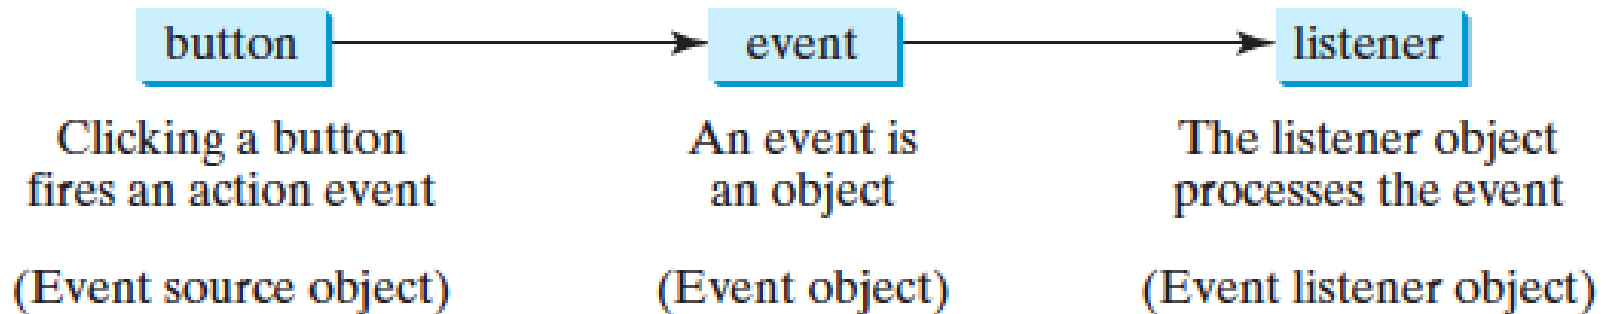 button
event
listener
Clicking a button
fires an action event
An event is
an object
The listener object
processes the event
(Event source object)
(Event object)
(Event listener object)